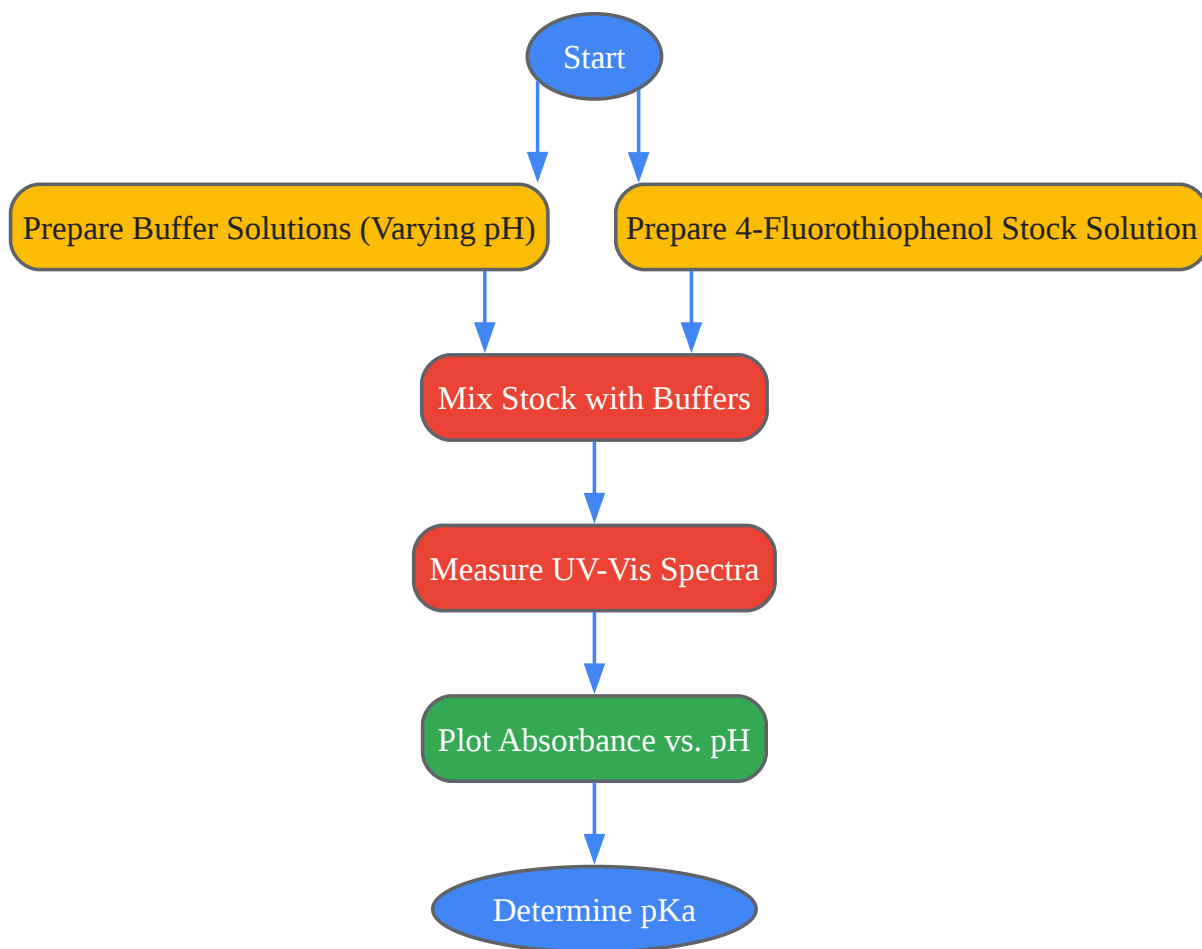 Start
Prepare Buffer Solutions (Varying pH)
Prepare 4-Fluorothiophenol Stock Solution
Mix Stock with Buffers
Measure UV-Vis Spectra
Plot Absorbance vs. pH
Determine pKa